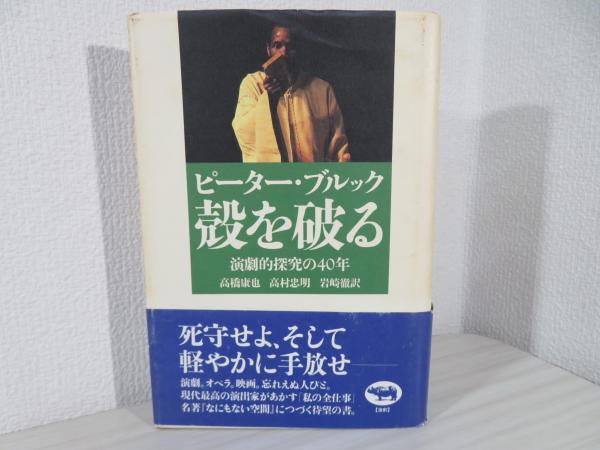 ピーター・ブルック
殻を破る
演劇的探究の40年
高橋康也 高村忠明 岩崎徹訳
死守せよ、そして
軽やかに手放せ――
演劇。オペラ。映画。忘れえぬ人びと。
現代最高の演出家があかす「私の全仕事」
名著『なにもない空間』につづく待望の書。